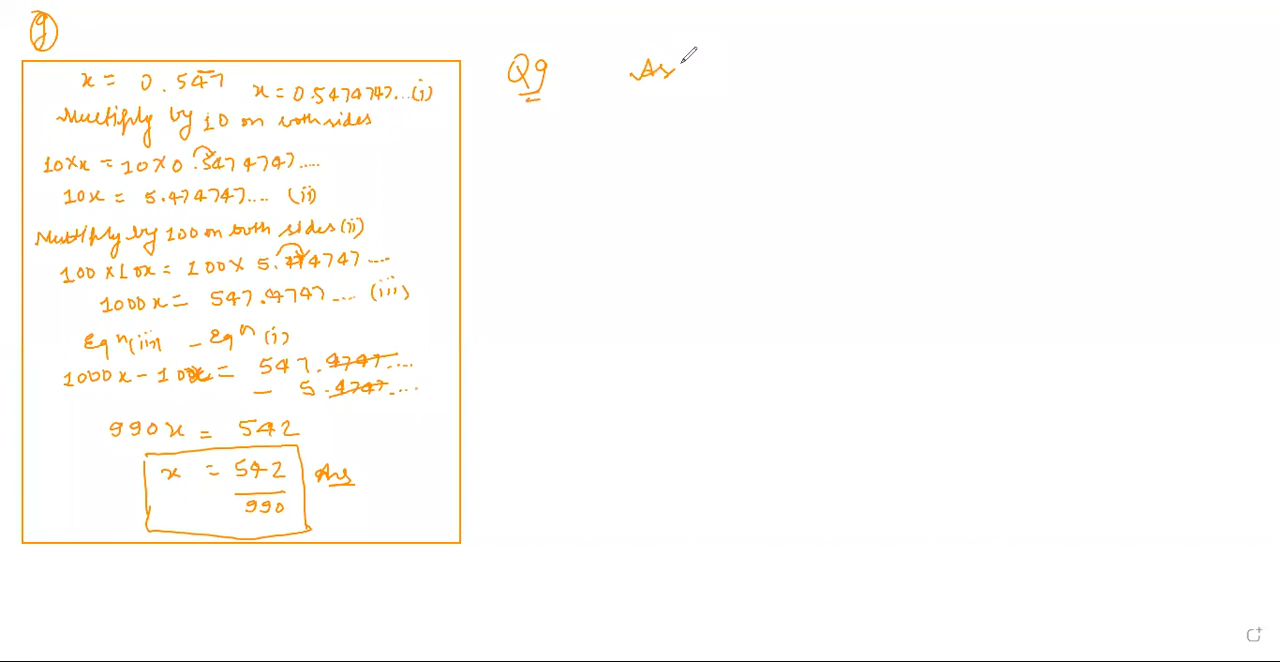 g
x = 0.547̅
x = 0.5474747...(i)
Multiply by 10 on both sides
10×x = 10×0.5474747.....
10x = 5.474747.... (ii)
Multiply by 100 on both sides (ii)
100×10x = 100× 5.474747....
1000x = 547.4747.... (iii)
Eqⁿ(iii) - Eqⁿ(i)
1000x - 10x = 547.4747....
- 5.4747....
990x = 542
x = 542
990
Ans
Q9 As